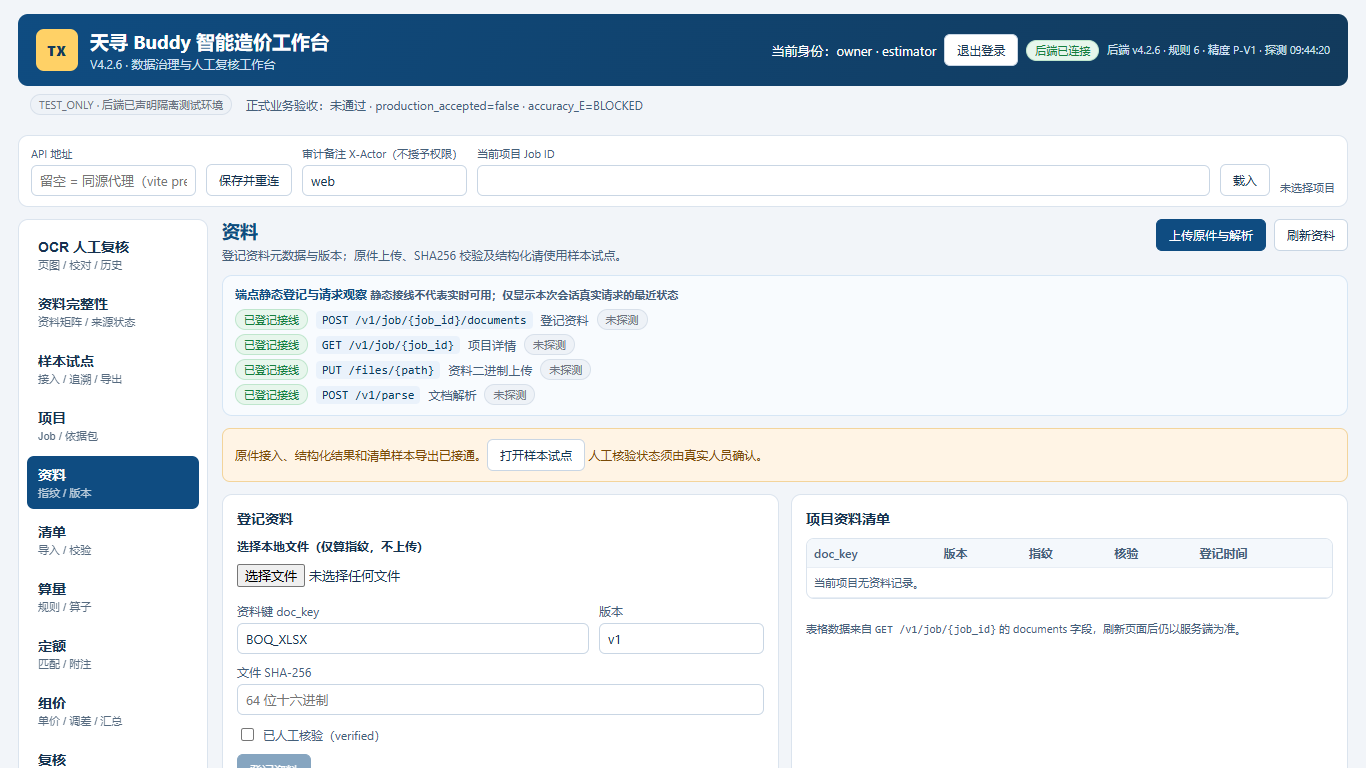 TX
天寻 Buddy 智能造价工作台
V4.2.6 · 数据治理与人工复核工作台
当前身份：owner · estimator
退出登录
后端已连接
后端 v4.2.6 · 规则 6 · 精度 P-V1 · 探测 09:44:20
TEST_ONLY · 后端已声明隔离测试环境
正式业务验收：未通过 · production_accepted=false · accuracy_E=BLOCKED
API 地址
留空 = 同源代理（vite pre
保存并重连
审计备注 X-Actor（不授予权限）
web
当前项目 Job ID
载入
未选择项目
OCR 人工复核
页图 / 校对 / 历史
资料完整性
资料矩阵 / 来源状态
样本试点
接入 / 追溯 / 导出
项目
Job / 依据包
资料
指纹 / 版本
清单
导入 / 校验
算量
规则 / 算子
定额
匹配 / 附注
组价
单价 / 调差 / 汇总
复核
资料
登记资料元数据与版本；原件上传、SHA256 校验及结构化请使用样本试点。
上传原件与解析
刷新资料
端点静态登记与请求观察 静态接线不代表实时可用；仅显示本次会话真实请求的最近状态
已登记接线 POST /v1/job/{job_id}/documents 登记资料 未探测
已登记接线 GET /v1/job/{job_id} 项目详情 未探测
已登记接线 PUT /files/{path} 资料二进制上传 未探测
已登记接线 POST /v1/parse 文档解析 未探测
原件接入、结构化结果和清单样本导出已接通。 打开样本试点 人工核验状态须由真实人员确认。
登记资料
选择本地文件（仅算指纹，不上传）
选择文件 未选择任何文件
资料键 doc_key
BOQ_XLSX
版本
v1
文件 SHA-256
64 位十六进制
已人工核验（verified）
登记资料
项目资料清单
doc_key 版本 指纹 核验 登记时间
当前项目无资料记录。
表格数据来自 GET /v1/job/{job_id} 的 documents 字段，刷新页面后仍以服务端为准。